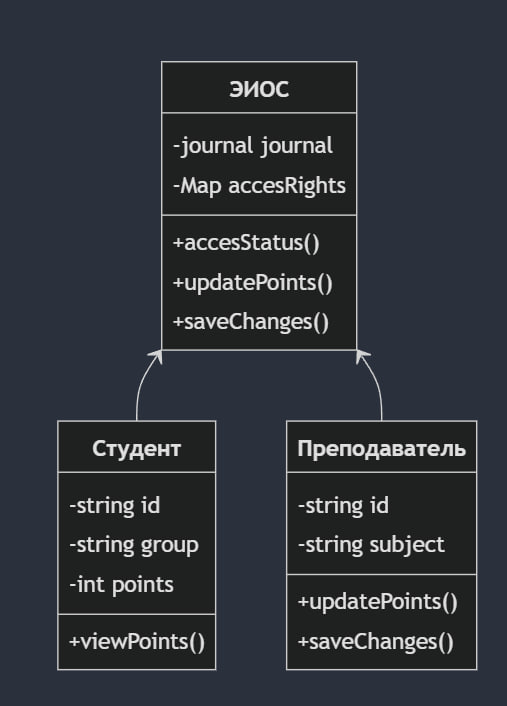 ЭИОС
-journal journal
-Map accesRights
+accesStatus()
+updatePoints()
+saveChanges()
Студент
-string id
-string group
-int points
+viewPoints()
Преподаватель
-string id
-string subject
+updatePoints()
+saveChanges()